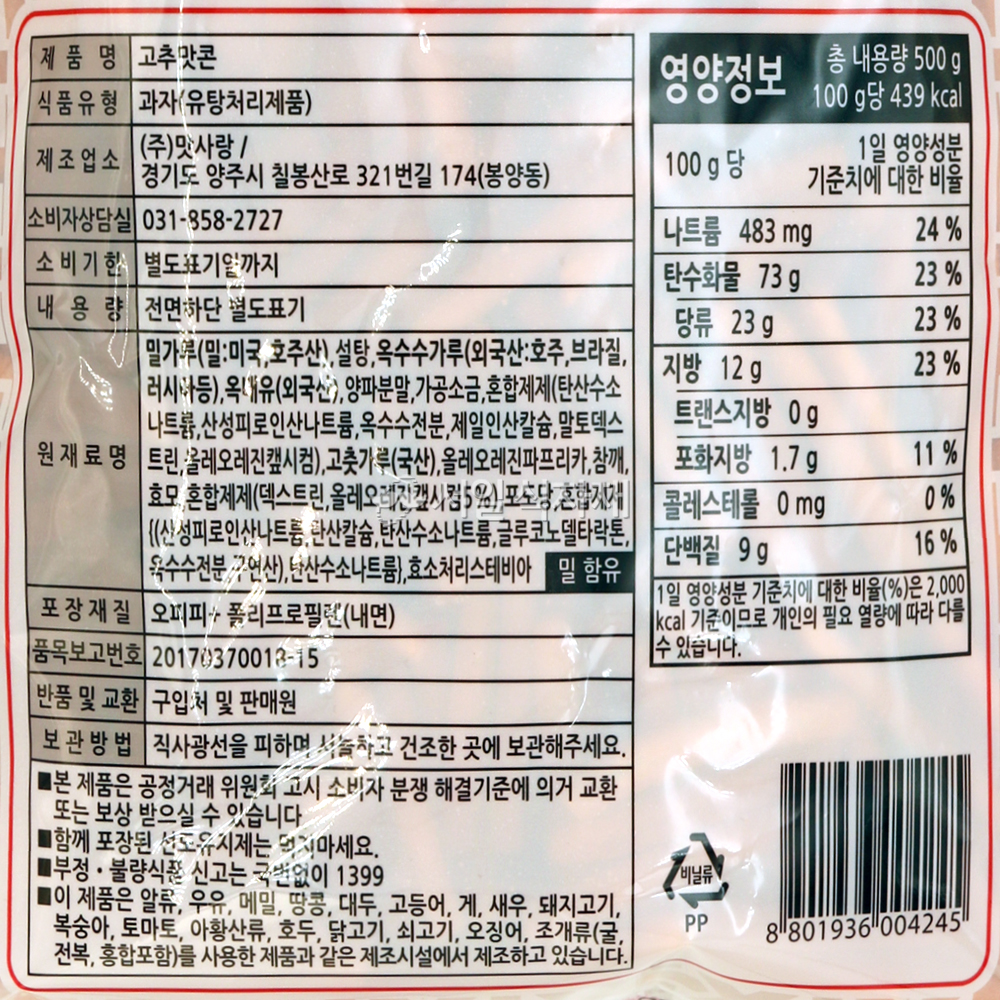 제 품 명 고추맛콘
식품유형 과자(유탕처리제품)
제조업소 (주)맛사랑 /
경기도 양주시 칠봉산로 321번길 174(봉양동)
소비자상담실 031-858-2727
소비기한 별도표기일까지
내 용 량 전면하단 별도표기
원재료명
밀가루(밀:미국,호주산),설탕,옥수수가루(외국산:호주,브라질,
러시아등),옥배유(외국산),양파분말,가공소금,혼합제제(탄산수소
나트륨,산성피로인산나트륨,옥수수전분,제일인산칼슘,말토덱스
트린,올레오레진캪시컴),고춧가루(국산),올레오레진파프리카,참깨,
효모,혼합제제(덱스트린,올레오레진캪시컴5%),포도당,혼합제제
{(산성피로인산나트륨,탄산칼슘,탄산수소나트륨,글루코노델타락톤,
옥수수전분,구연산),탄산수소나트륨},효소처리스테비아 밀 함유
포장재질 오피피+ 폴리프로필렌(내면)
품목보고번호 20170370018-15
반품 및 교환 구입처 및 판매원
보관방법 직사광선을 피하며 서늘하고 건조한 곳에 보관해주세요.
■본 제품은 공정거래 위원회 고시 소비자 분쟁 해결기준에 의거 교환
또는 보상 받으실 수 있습니다
■함께 포장된 선도유지제는 먹지마세요.
■부정·불량식품 신고는 국번없이 1399
■이 제품은 알류, 우유, 메밀, 땅콩, 대두, 고등어, 게, 새우, 돼지고기,
복숭아, 토마토, 아황산류, 호두, 닭고기, 쇠고기, 오징어, 조개류(굴,
전복, 홍합포함)를 사용한 제품과 같은 제조시설에서 제조하고 있습니다.
영양정보
총 내용량 500 g
100 g당 439 kcal
100 g 당
1일 영양성분
기준치에 대한 비율
나트륨 483 mg 24 %
탄수화물 73 g 23 %
당류 23 g 23 %
지방 12 g 23 %
트랜스지방 0 g
포화지방 1.7 g 11 %
콜레스테롤 0 mg 0 %
단백질 9 g 16 %
1일 영양성분 기준치에 대한 비율(%)은 2,000
kcal 기준이므로 개인의 필요 열량에 따라 다를
수 있습니다.
비닐류
PP
8 801936 004245